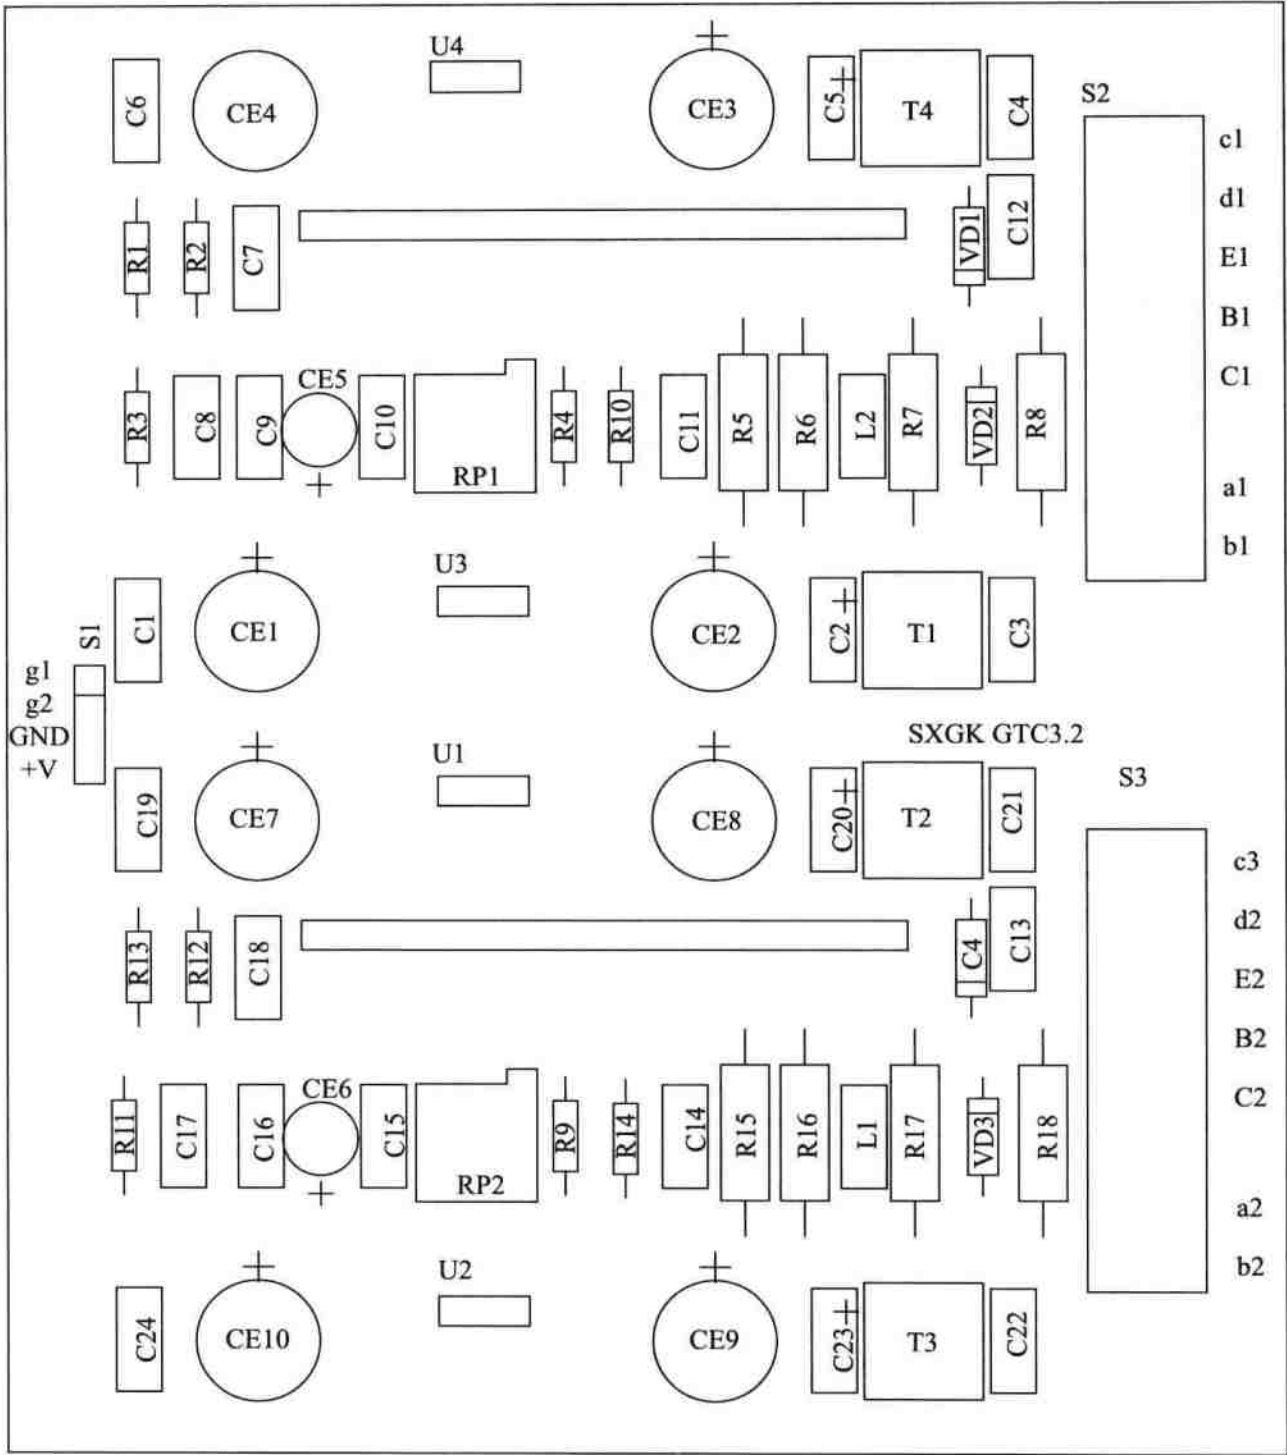 U4
C6
CE4
CE3
C5
T4
C4
S2
c1
d1
E1
B1
C1
a1
b1
R1
R2
C7
VD1
C12
R3
C8
C9
CE5
C10
RP1
R4
R10
C11
R5
R6
L2
R7
VD2
R8
U3
S1
C1
CE1
CE2
C2
T1
C3
g1
g2
GND
+V
SXGK GTC3.2
U1
S3
C19
CE7
CE8
C20
T2
C21
c3
d2
E2
B2
C2
a2
b2
R13
R12
C18
C4
C13
R11
C17
C16
CE6
C15
RP2
R9
R14
C14
R15
R16
L1
R17
VD3
R18
U2
C24
CE10
CE9
C23
T3
C22